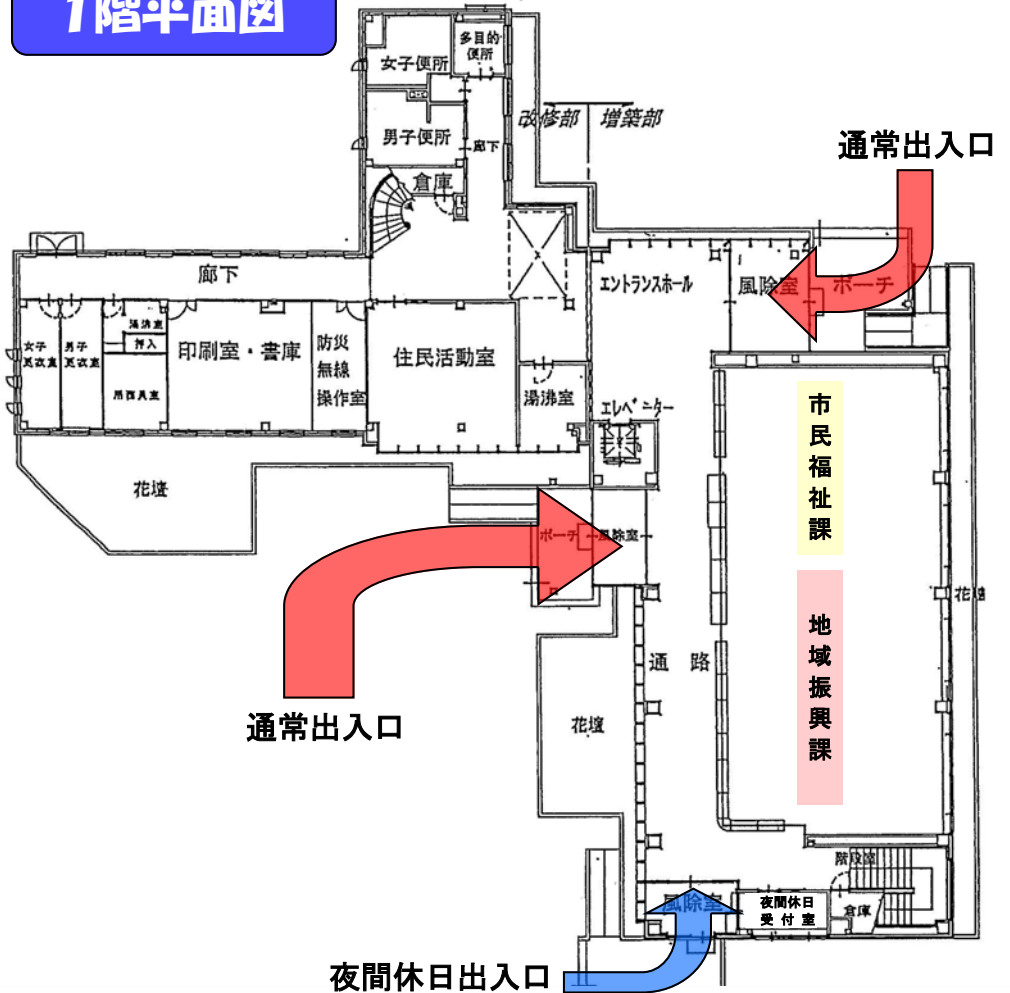 1階平面図
多目的
便所
女子便所
改修部
増築部
男子便所
廊下
通常出入口
倉庫
廊下
エントランスホール
風除室
ポーチ
湯沸室
押入
女子
更衣室
男子
更衣室
印刷室・書庫
防災
無線
操作室
住民活動室
湯沸室
エレベーター
市民福祉課
花壇
ポーチ
風除室
花壇
地域振興課
通路
通常出入口
花壇
階段室
風除室
夜間休日
受付室
倉庫
夜間休日出入口